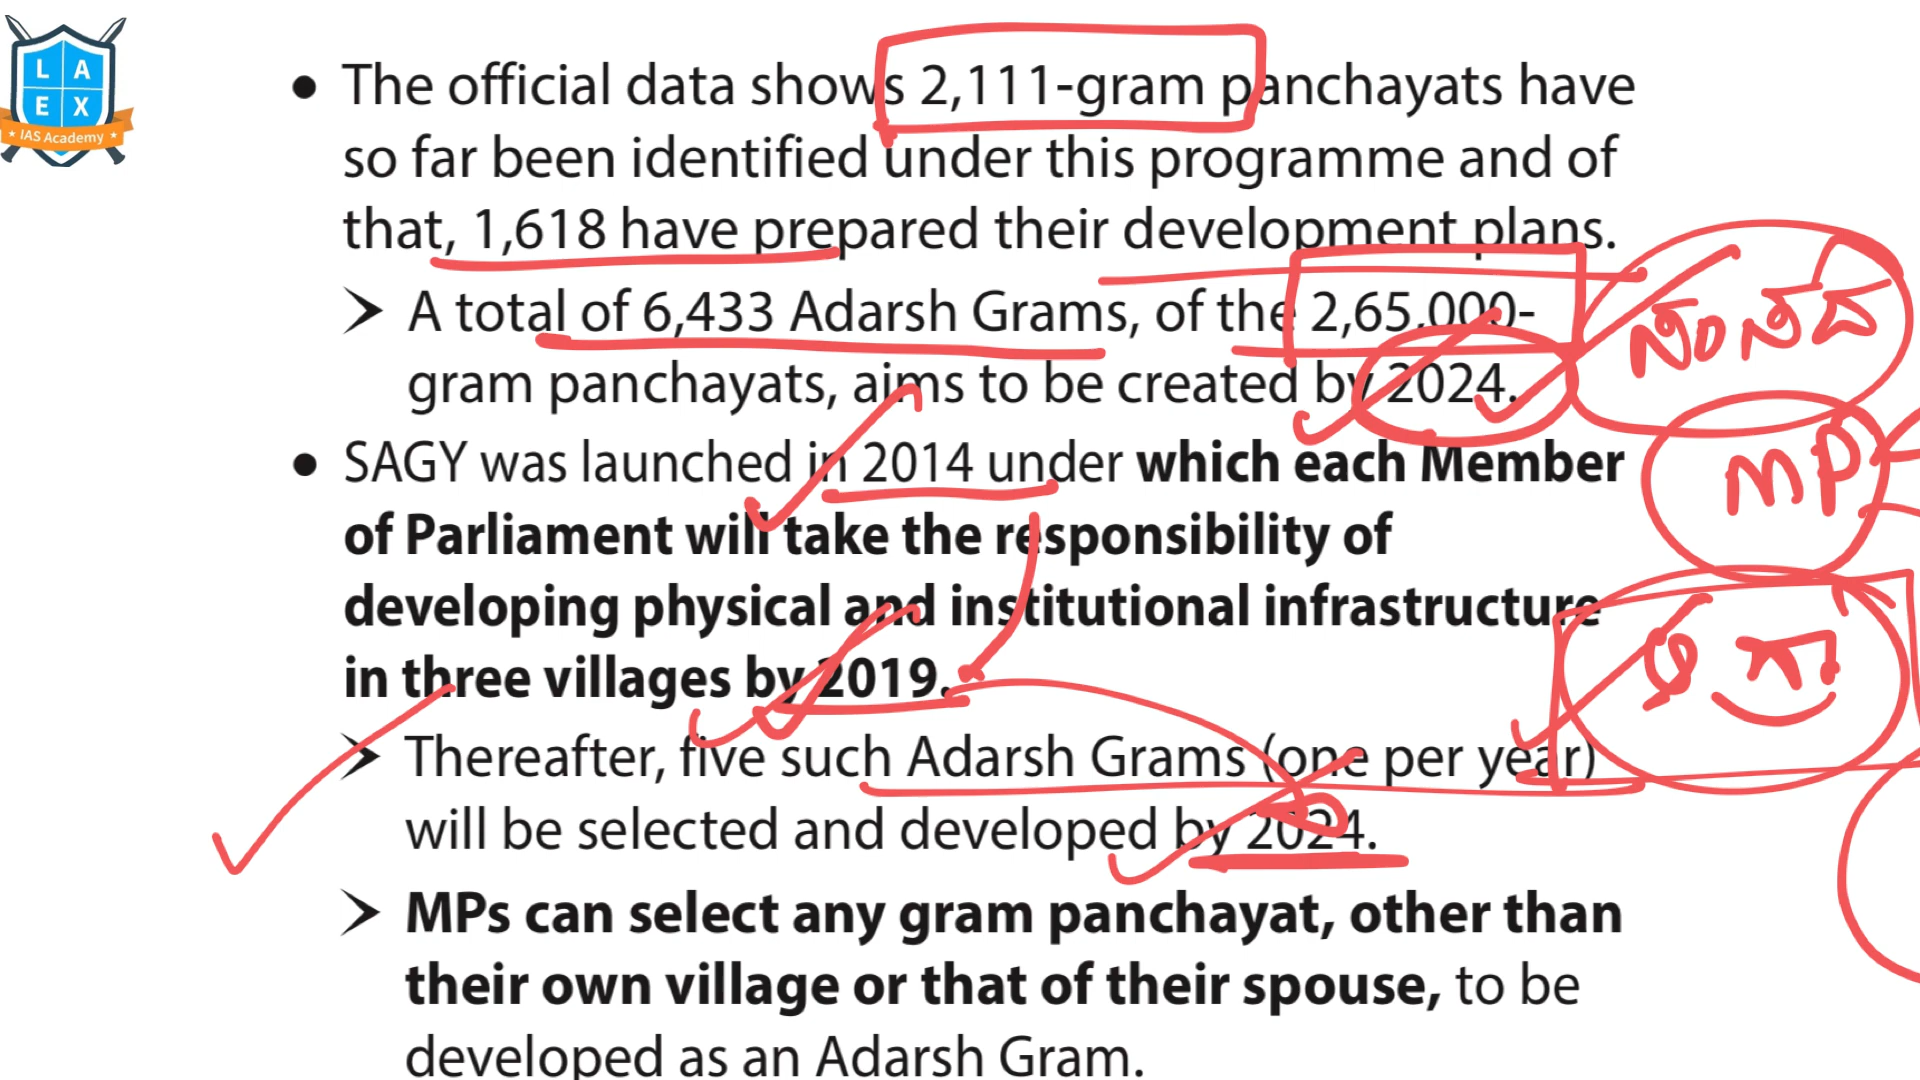 L A
E X
★ IAS Academy ★
● The official data shows 2,111-gram panchayats have
so far been identified under this programme and of
that, 1,618 have prepared their development plans.
➢ A total of 6,433 Adarsh Grams, of the 2,65,000-
gram panchayats, aims to be created by 2024.
● SAGY was launched in 2014 under which each Member
of Parliament will take the responsibility of
developing physical and institutional infrastructure
in three villages by 2019.
➢ Thereafter, five such Adarsh Grams (one per year)
will be selected and developed by 2024.
➢ MPs can select any gram panchayat, other than
their own village or that of their spouse, to be
developed as an Adarsh Gram.
MP